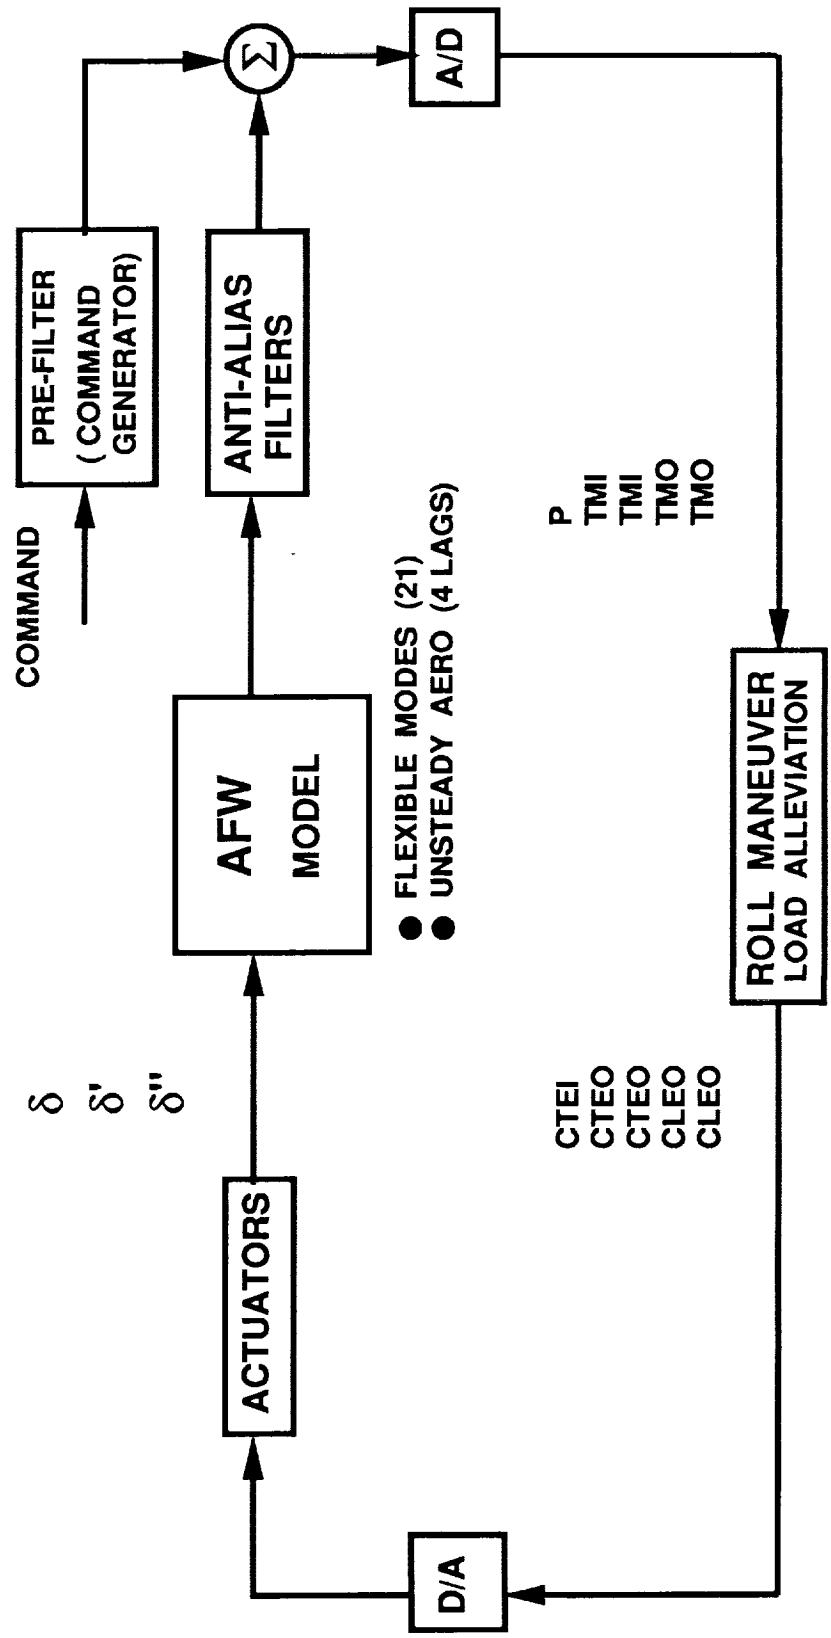 δ
δ'
δ"
COMMAND
PRE-FILTER
( COMMAND
GENERATOR)
Σ
ACTUATORS
AFW
MODEL
ANTI-ALIAS
FILTERS
● FLEXIBLE MODES (21)
● UNSTEADY AERO (4 LAGS)
D/A
A/D
CTEI
CTEO
CTEO
CLEO
CLEO
P
TMI
TMI
TMO
TMO
ROLL MANEUVER
LOAD ALLEVIATION